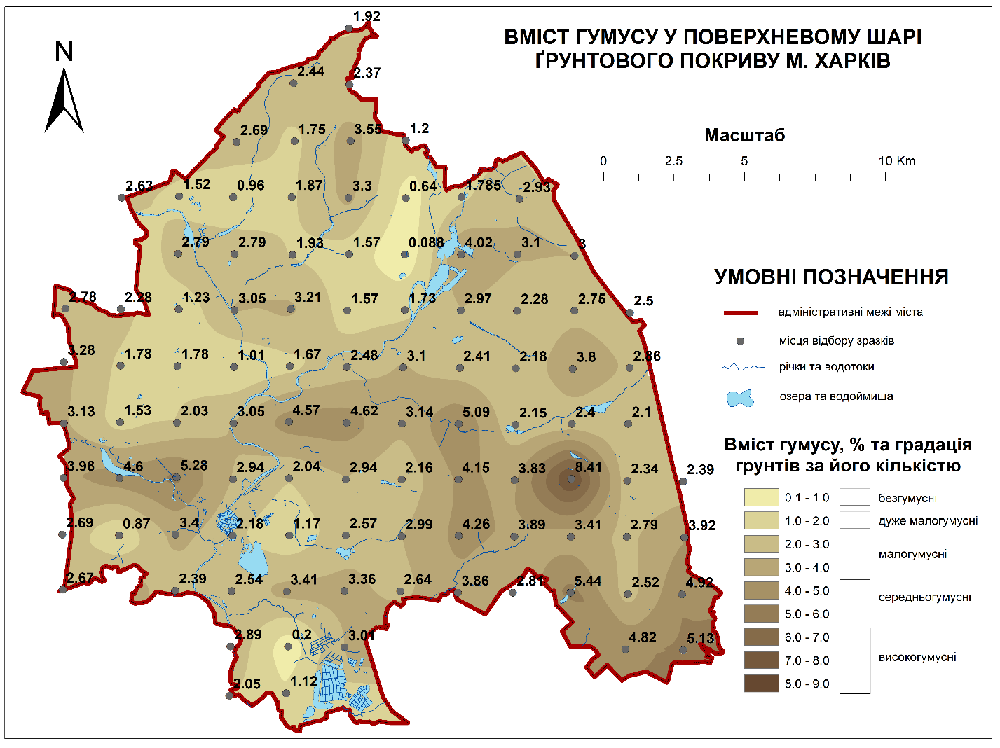 ВМІСТ ГУМУСУ У ПОВЕРХНЕВОМУ ШАРІ
ҐРУНТОВОГО ПОКРИВУ М. ХАРКІВ
N
Масштаб
0 2.5 5 10 Km
1.92
2.44 2.37
2.69 1.75 3.55 1.2
2.63 1.52 0.96 1.87 3.3 0.64 1.785 2.93
2.79 2.79 1.93 1.57 0.088 4.02 3.1 3
2.78 2.28 1.23 3.05 3.21 1.57 1.73 2.97 2.28 2.75 2.5
3.28 1.78 1.78 1.01 1.67 2.48 3.1 2.41 2.18 3.8 2.86
3.13 1.53 2.03 3.05 4.57 4.62 3.14 5.09 2.15 2.4 2.1
3.96 4.6 5.28 2.94 2.04 2.94 2.16 4.15 3.83 8.41 2.34 2.39
2.69 0.87 3.4 2.18 1.17 2.57 2.99 4.26 3.89 3.41 2.79 3.92
2.67 2.39 2.54 3.41 3.36 2.64 3.86 2.81 5.44 2.52 4.92
2.89 0.2 3.01 4.82 5.13
2.05 1.12
УМОВНІ ПОЗНАЧЕННЯ
адміністративні межі міста
місця відбору зразків
річки та водотоки
озера та водоймища
Вміст гумусу, % та градація
грунтів за його кількістю
0.1 - 1.0 безгумусні
1.0 - 2.0 дуже малогумусні
2.0 - 3.0
малогумусні
3.0 - 4.0
4.0 - 5.0
середньогумусні
5.0 - 6.0
6.0 - 7.0
7.0 - 8.0
високогумусні
8.0 - 9.0